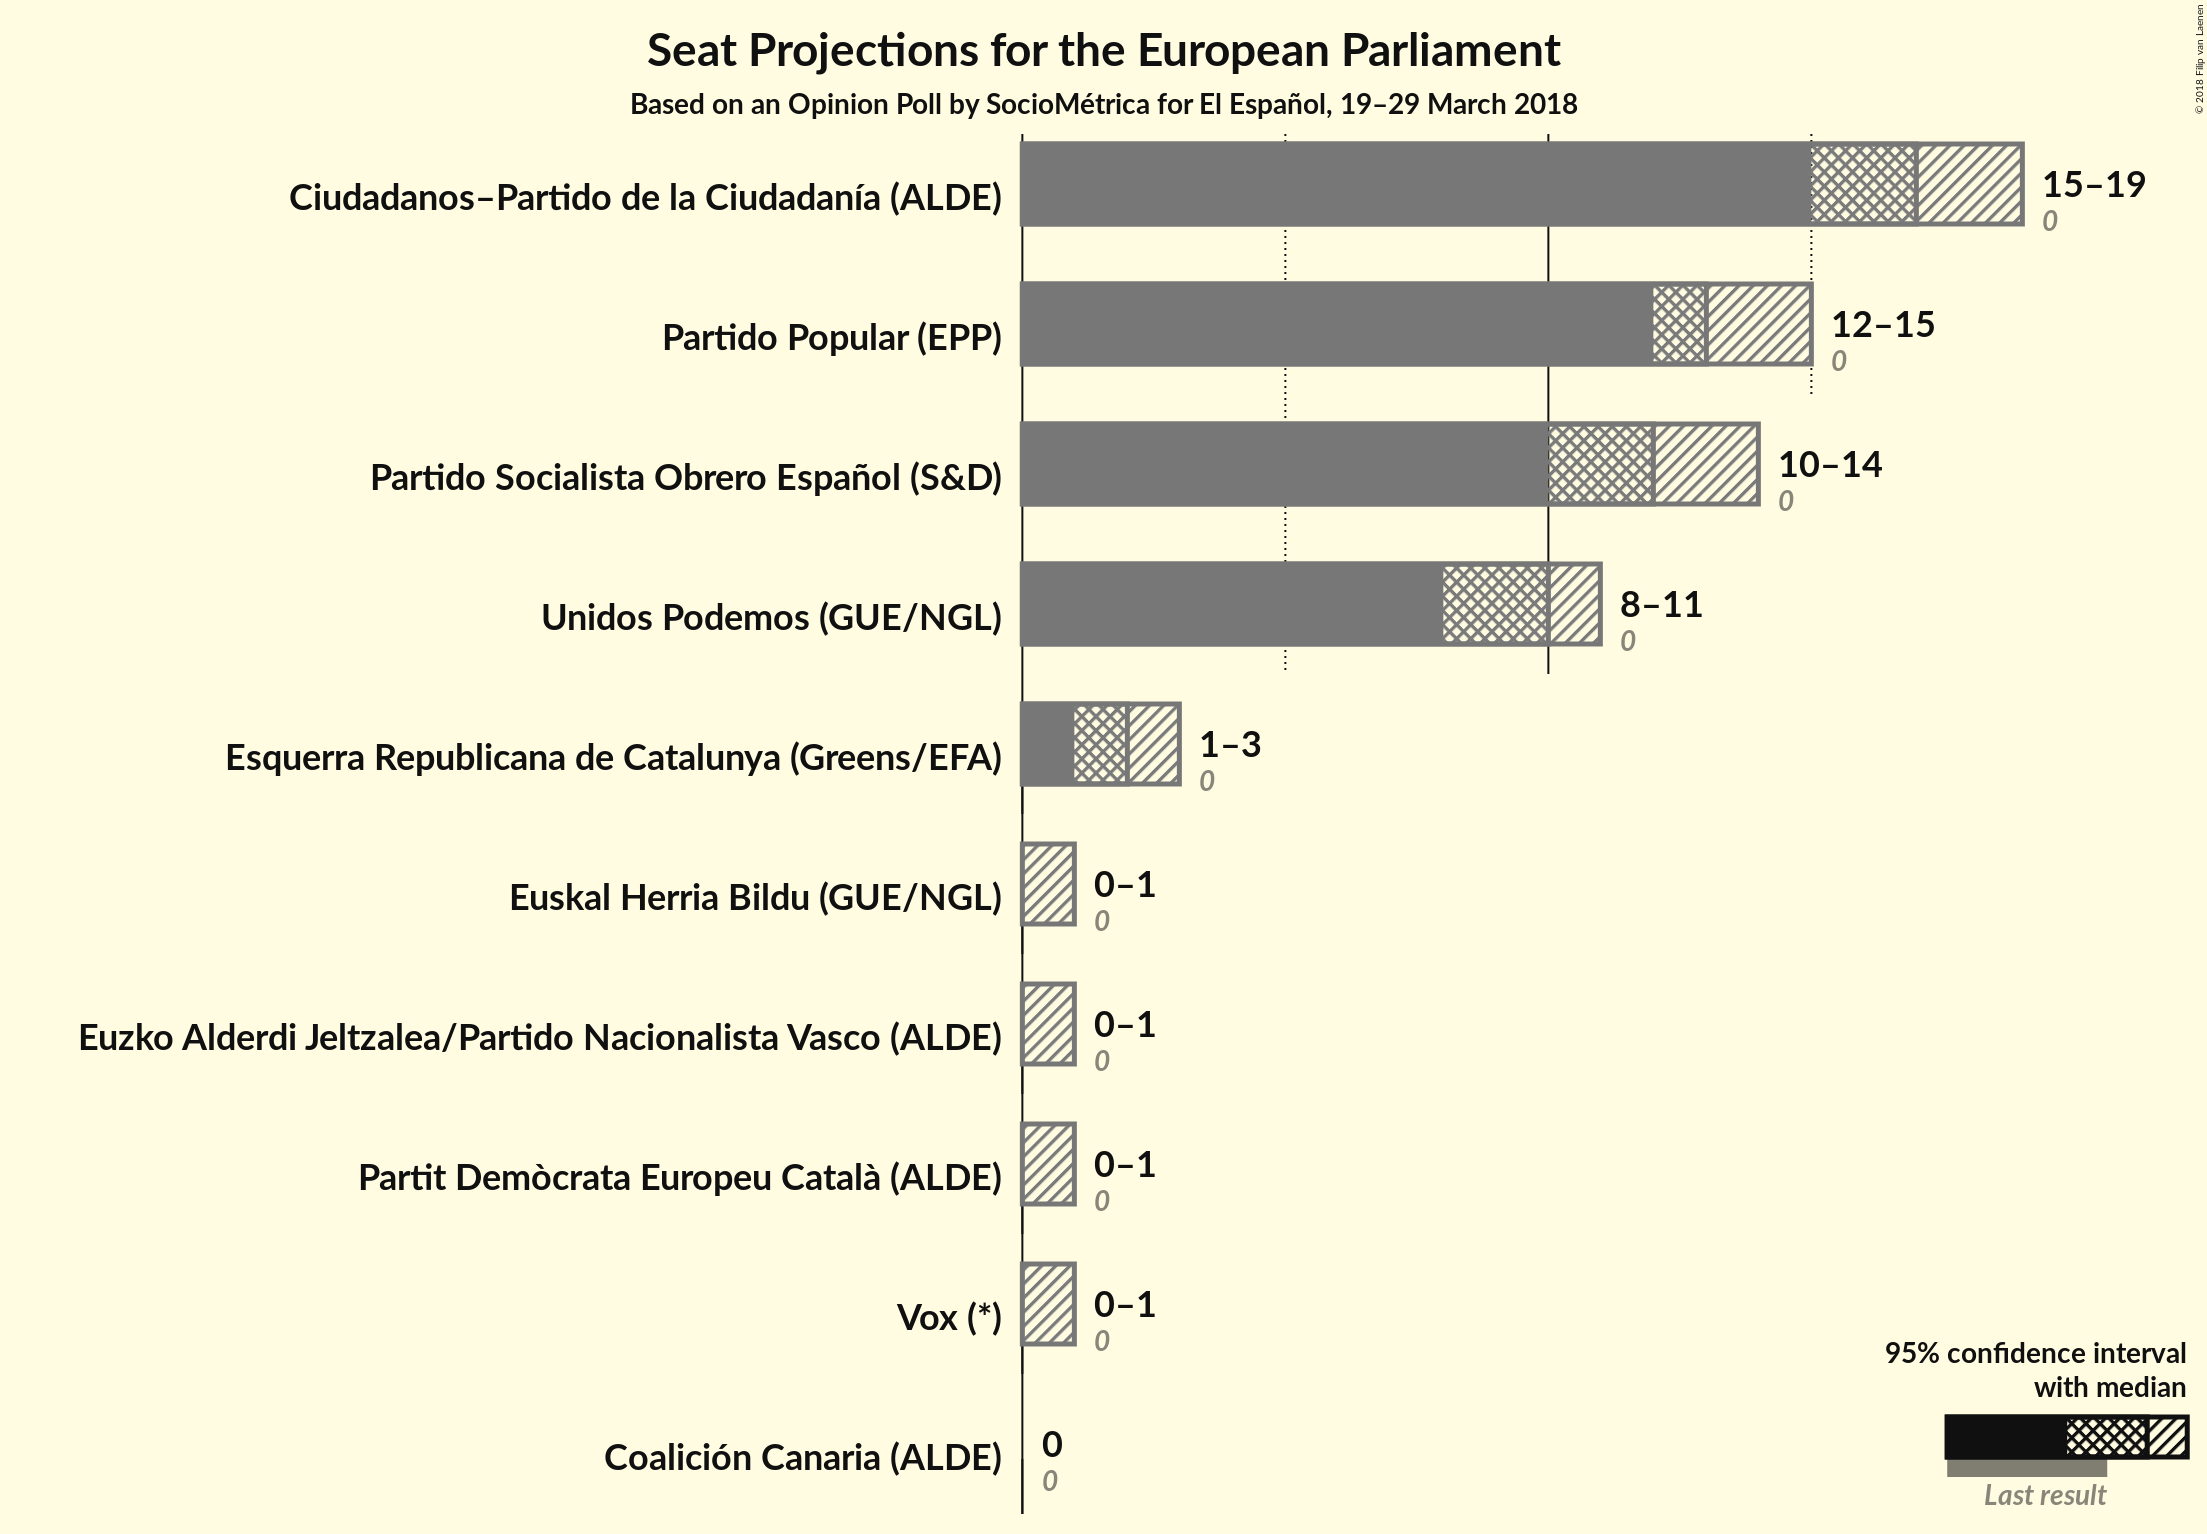 Seat Projections for the European Parliament
Based on an Opinion Poll by SocioMétrica for El Español, 19–29 March 2018
© 2018 Filip van Laenen
Ciudadanos–Partido de la Ciudadanía (ALDE)
15–19
0
Partido Popular (EPP)
12–15
0
Partido Socialista Obrero Español (S&D)
10–14
0
Unidos Podemos (GUE/NGL)
8–11
0
Esquerra Republicana de Catalunya (Greens/EFA)
1–3
0
Euskal Herria Bildu (GUE/NGL)
0–1
0
Euzko Alderdi Jeltzalea/Partido Nacionalista Vasco (ALDE)
0–1
0
Partit Demòcrata Europeu Català (ALDE)
0–1
0
Vox (*)
0–1
0
Coalición Canaria (ALDE)
0
0
95% confidence interval
with median
Last result